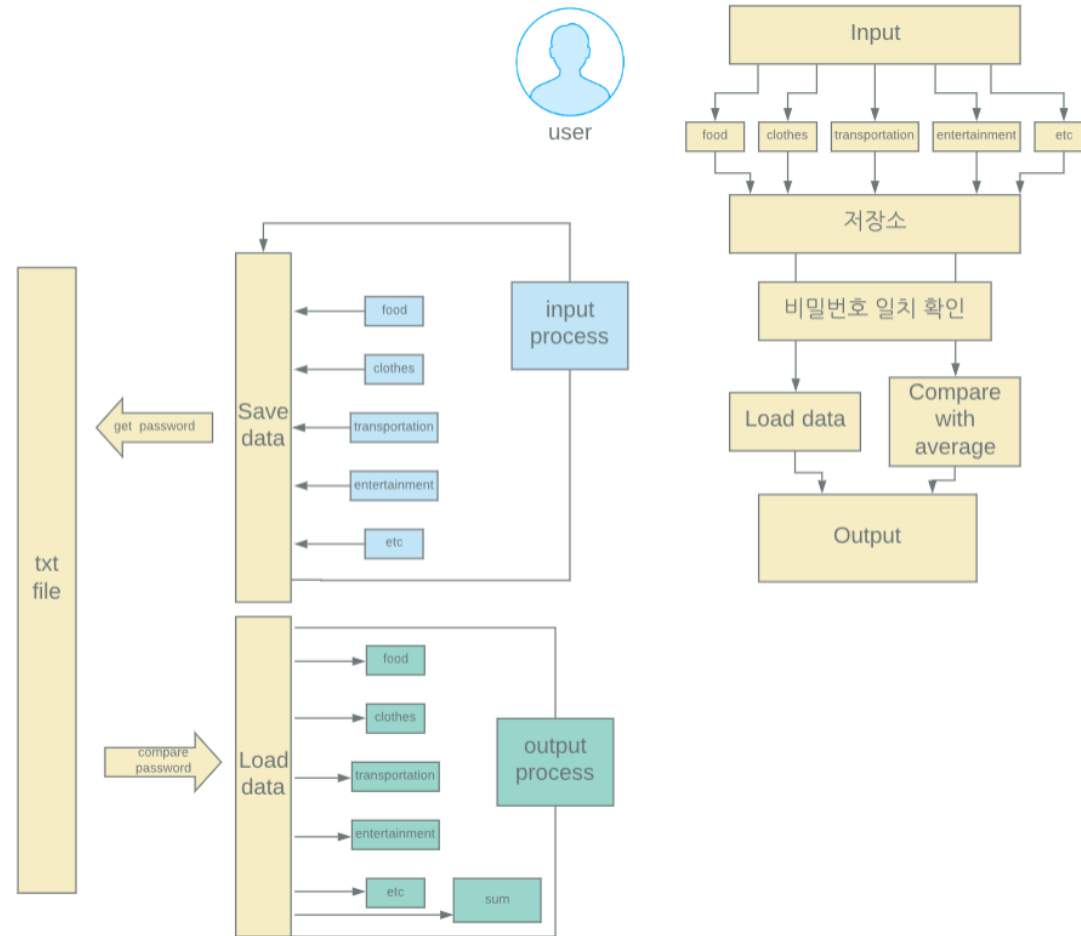 user
Input
food
clothes
transportation
entertainment
etc
저장소
비밀번호 일치 확인
Load data
Compare
with
average
Output
txt
file
get password
Save
data
food
clothes
transportation
entertainment
etc
input
process
compare
password
Load
data
food
clothes
transportation
entertainment
etc
sum
output
process